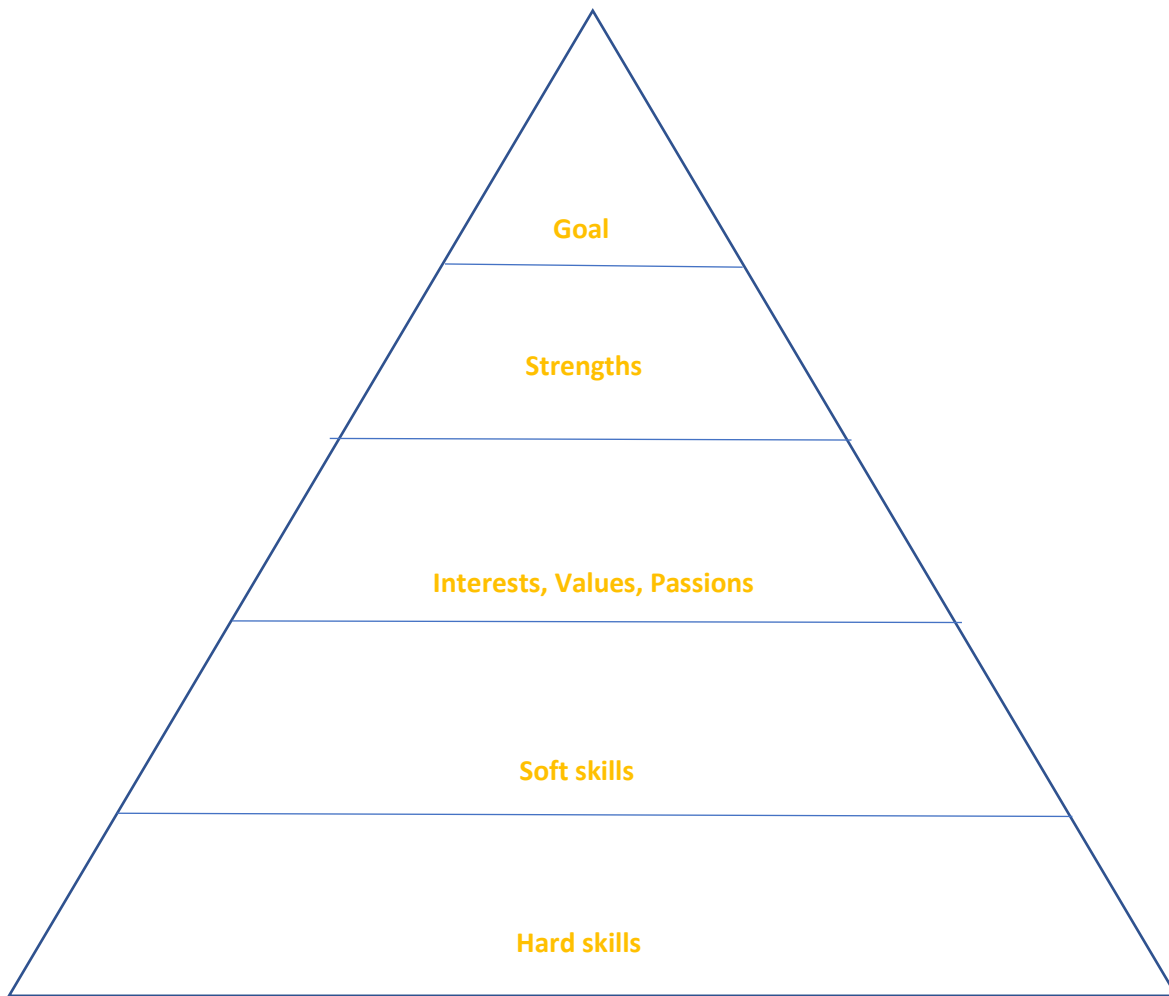 Goal
Strengths
Interests, Values, Passions
Soft skills
Hard skills